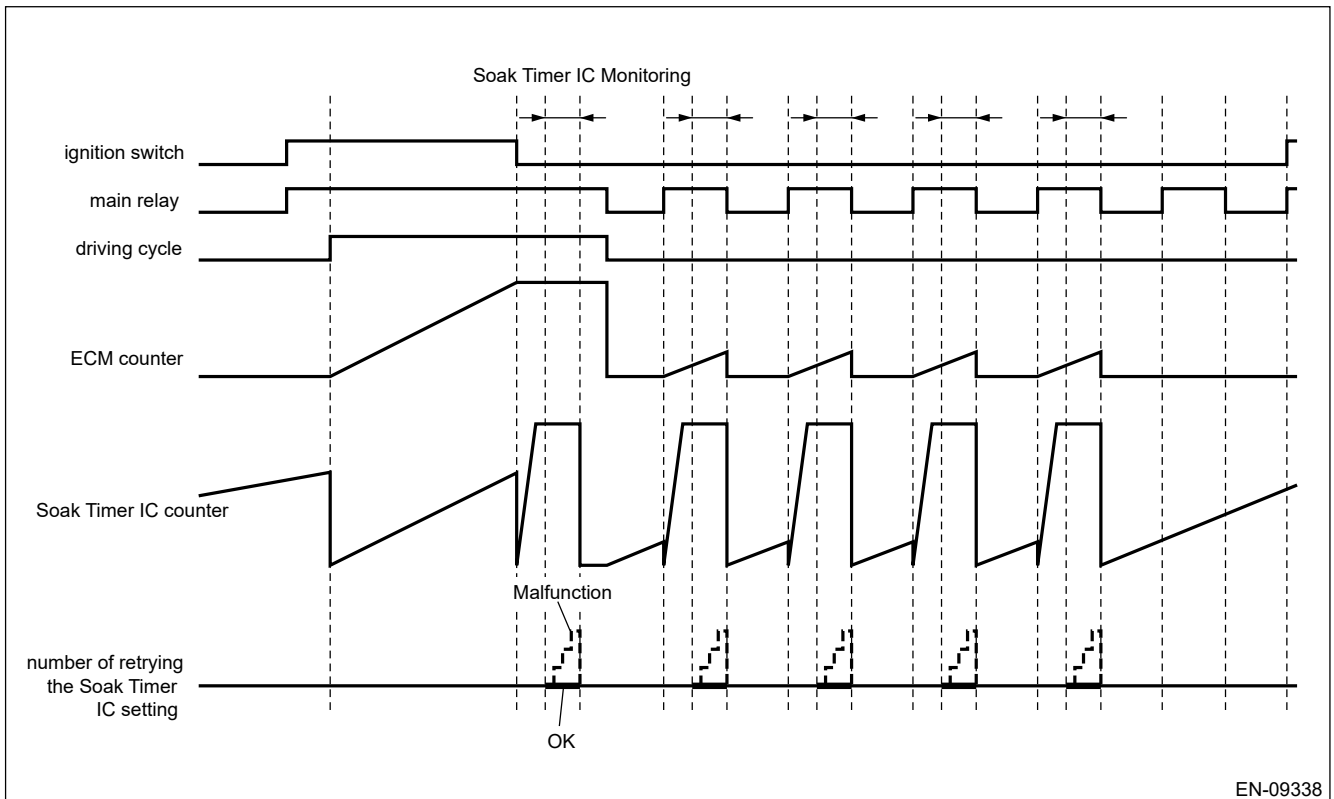 Soak Timer IC Monitoring
ignition switch
main relay
driving cycle
ECM counter
Soak Timer IC counter
Malfunction
number of retrying
the Soak Timer
IC setting
OK
EN-09338